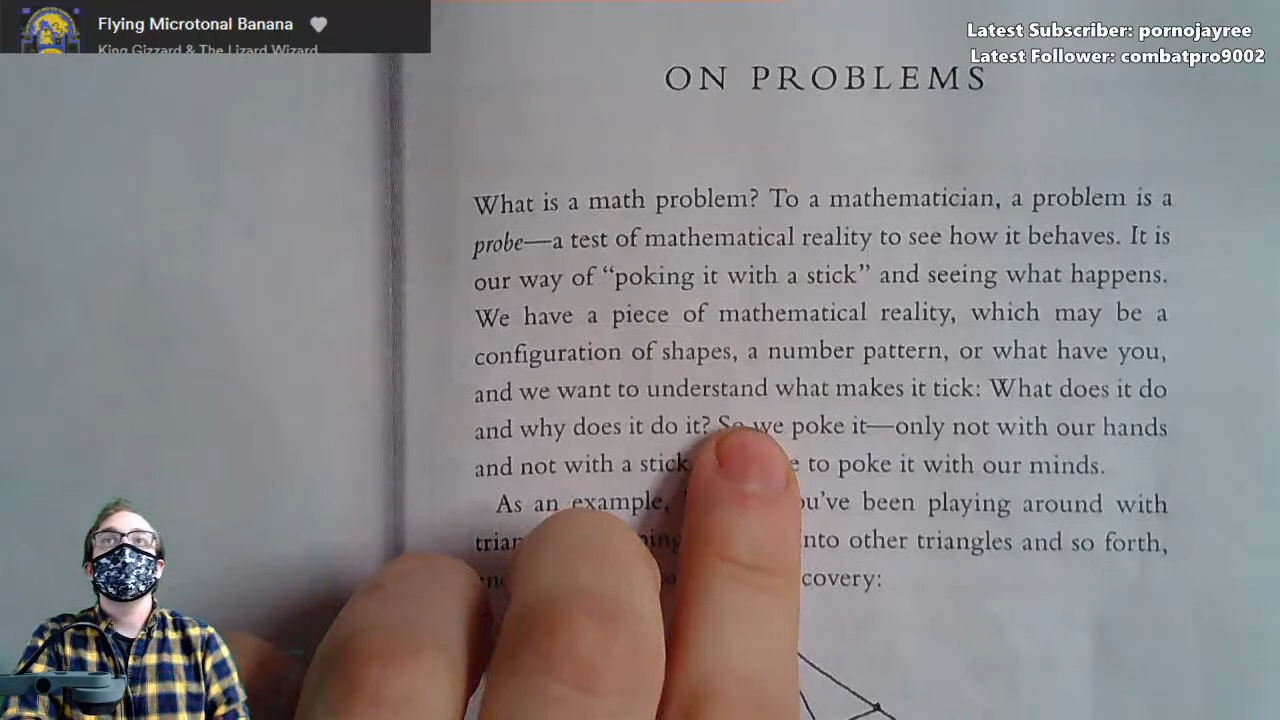 Flying Microtonal Banana
King Gizzard & The Lizard Wizard
Latest Subscriber: pornojayree
Latest Follower: combatpro9002
ON PROBLEMS
What is a math problem? To a mathematician, a problem is a
probe—a test of mathematical reality to see how it behaves. It is
our way of “poking it with a stick” and seeing what happens.
We have a piece of mathematical reality, which may be a
configuration of shapes, a number pattern, or what have you,
and we want to understand what makes it tick: What does it do
and why does it do it? So we poke it—only not with our hands
and not with a stick to poke it with our minds.
As an example, you’ve been playing around with
into other triangles and so forth,